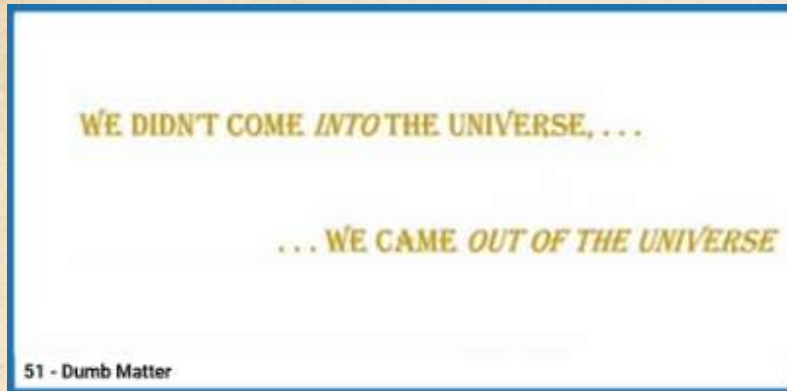 WE DIDN'T COME INTO THE UNIVERSE, . . .
. . . WE CAME OUT OF THE UNIVERSE
51 - Dumb Matter